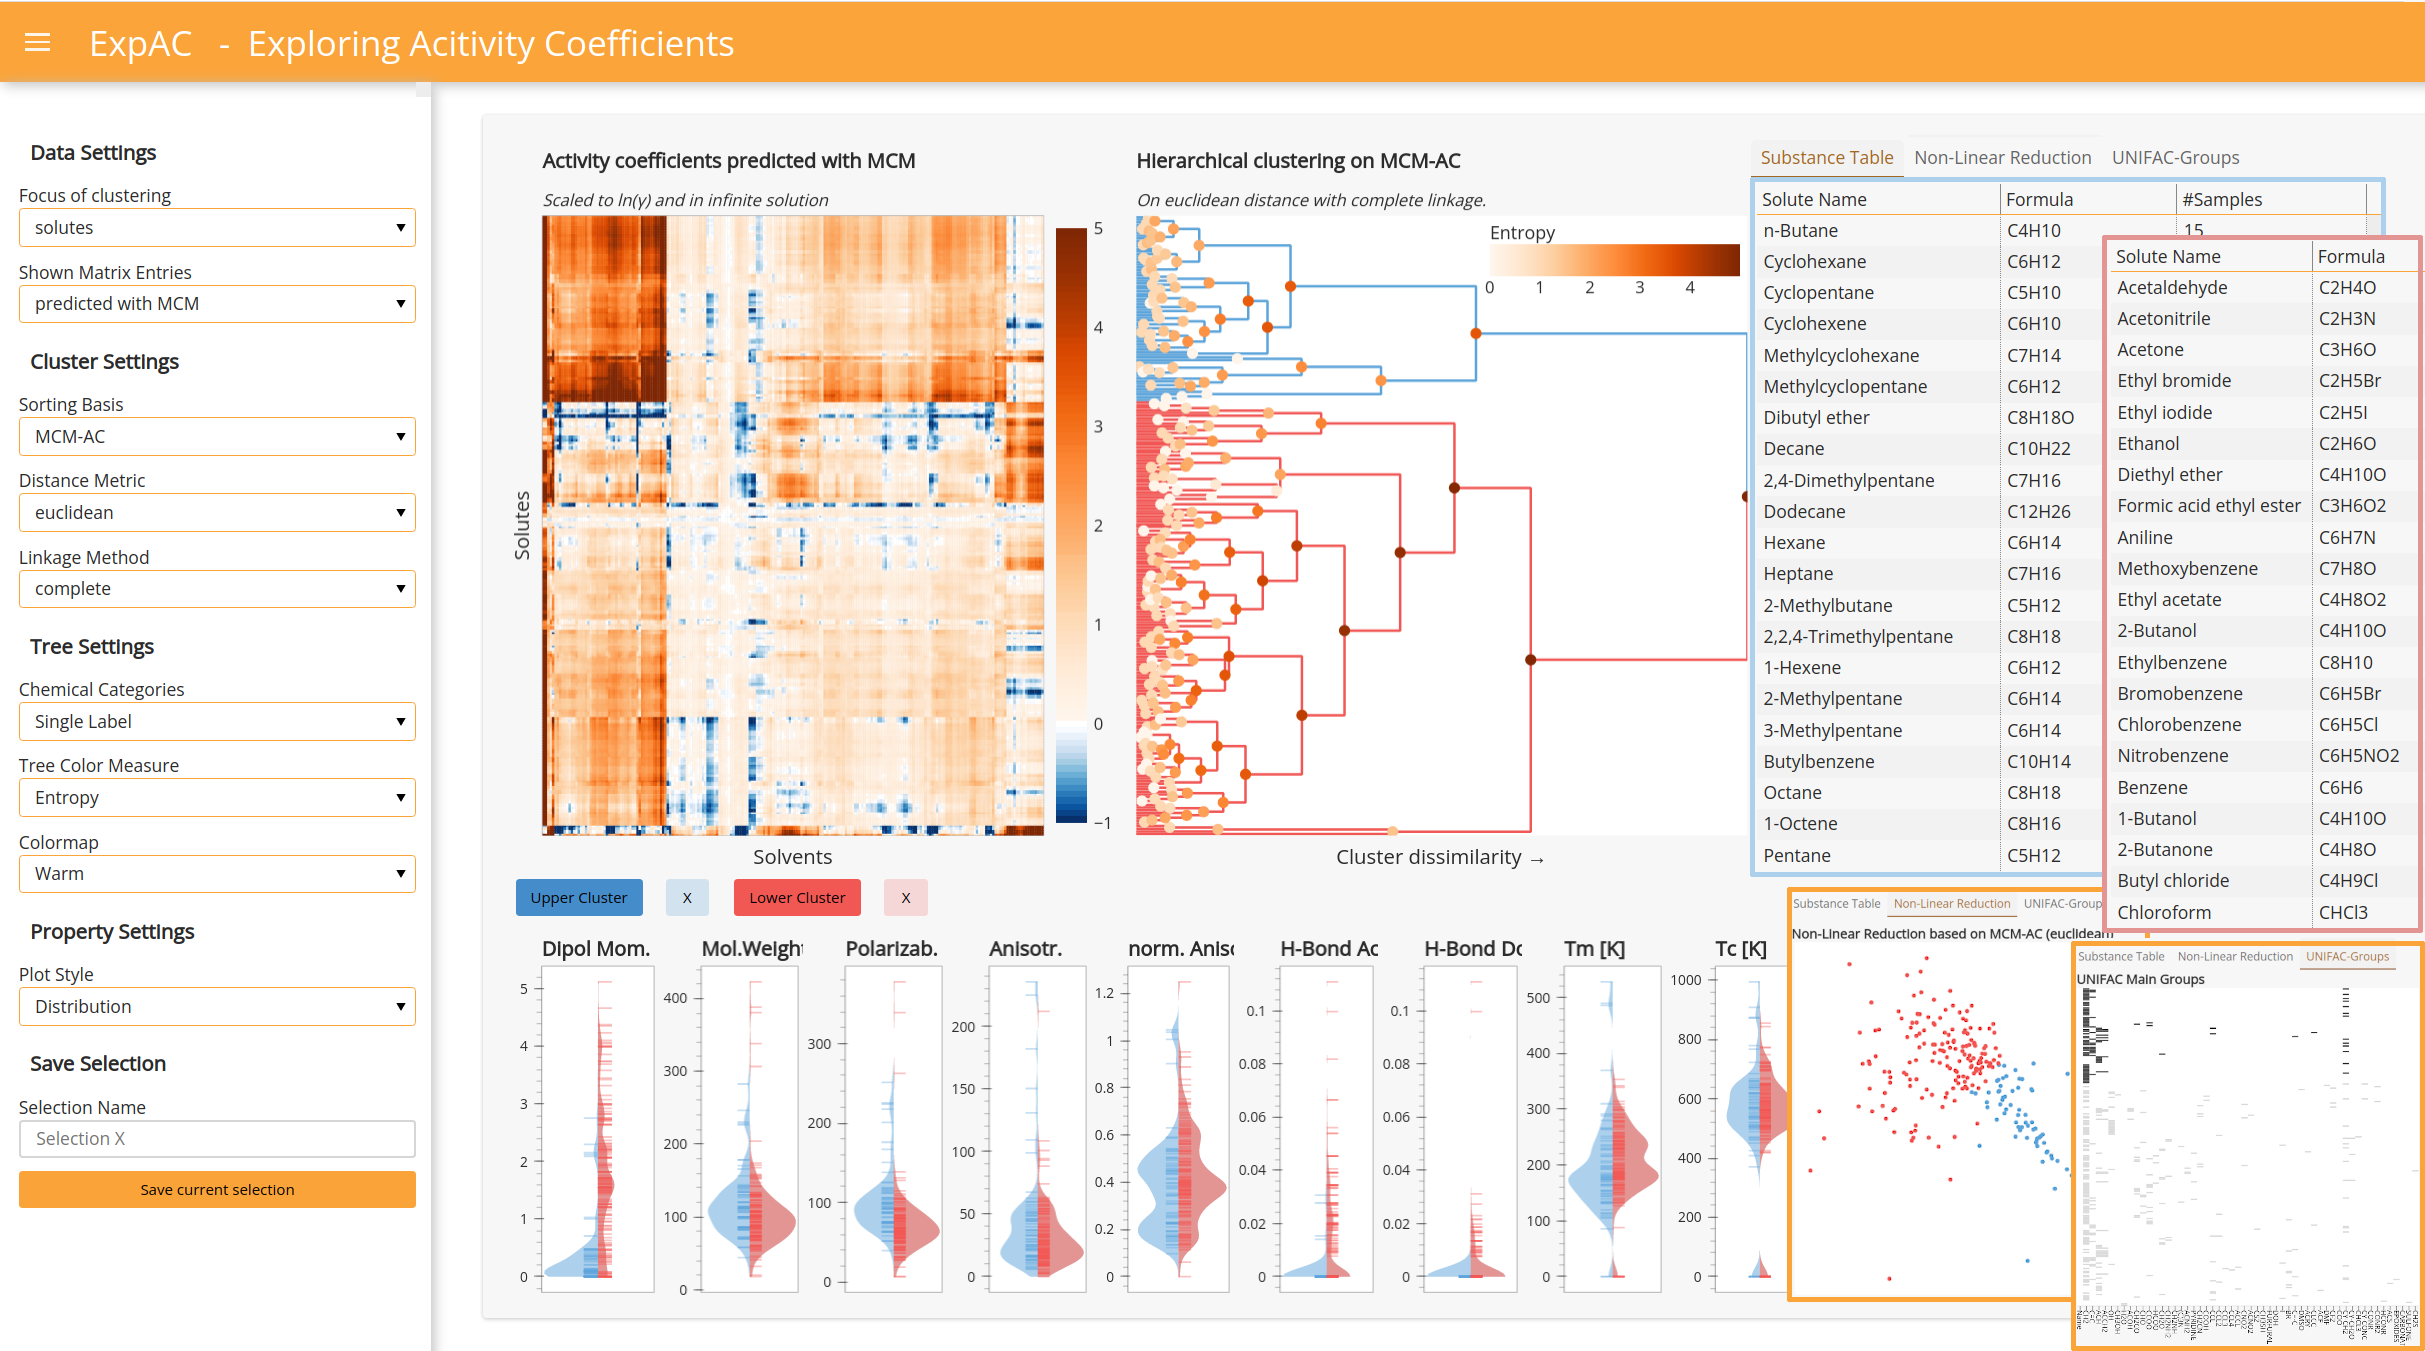 ExpAC - Exploring Acitivity Coefficients
Data Settings
Focus of clustering
solutes
Shown Matrix Entries
predicted with MCM
Cluster Settings
Sorting Basis
MCM-AC
Distance Metric
euclidean
Linkage Method
complete
Tree Settings
Chemical Categories
Single Label
Tree Color Measure
Entropy
Colormap
Warm
Property Settings
Plot Style
Distribution
Save Selection
Selection Name
Selection X
Save current selection
Activity coefficients predicted with MCM
Scaled to ln(γ) and in infinite solution
Solutes
Solvents
5
4
3
2
1
0
−1
Hierarchical clustering on MCM-AC
On euclidean distance with complete linkage.
Entropy
0 1 2 3 4
Cluster dissimilarity →
Upper Cluster X Lower Cluster X
Substance Table Non-Linear Reduction UNIFAC-Groups
Solute Name Formula #Samples
n-Butane C4H10 15
Cyclohexane C6H12
Cyclopentane C5H10
Cyclohexene C6H10
Methylcyclohexane C7H14
Methylcyclopentane C6H12
Dibutyl ether C8H18O
Decane C10H22
2,4-Dimethylpentane C7H16
Dodecane C12H26
Hexane C6H14
Heptane C7H16
2-Methylbutane C5H12
2,2,4-Trimethylpentane C8H18
1-Hexene C6H12
2-Methylpentane C6H14
3-Methylpentane C6H14
Butylbenzene C10H14
Octane C8H18
1-Octene C8H16
Pentane C5H12
Solute Name Formula
Acetaldehyde C2H4O
Acetonitrile C2H3N
Acetone C3H6O
Ethyl bromide C2H5Br
Ethyl iodide C2H5I
Ethanol C2H6O
Diethyl ether C4H10O
Formic acid ethyl ester C3H6O2
Aniline C6H7N
Methoxybenzene C7H8O
Ethyl acetate C4H8O2
2-Butanol C4H10O
Ethylbenzene C8H10
Bromobenzene C6H5Br
Chlorobenzene C6H5Cl
Nitrobenzene C6H5NO2
Benzene C6H6
1-Butanol C4H10O
2-Butanone C4H8O
Butyl chloride C4H9Cl
Chloroform CHCl3
Dipol Mom.
5
4
3
2
1
0
Mol.Weight
400
300
200
100
0
Polarizab.
300
200
100
0
Anisotr.
200
150
100
50
0
norm. Aniso
1.2
1
0.8
0.6
0.4
0.2
0
H-Bond Ac
0.1
0.08
0.06
0.04
0.02
0
H-Bond Do
0.1
0.08
0.06
0.04
0.02
0
Tm [K]
500
400
300
200
100
0
Tc [K]
1000
800
600
400
200
0
Substance Table Non-Linear Reduction UNIFAC-Group
Non-Linear Reduction based on MCM-AC (euclidean)
Substance Table Non-Linear Reduction UNIFAC-Groups
UNIFAC Main Groups